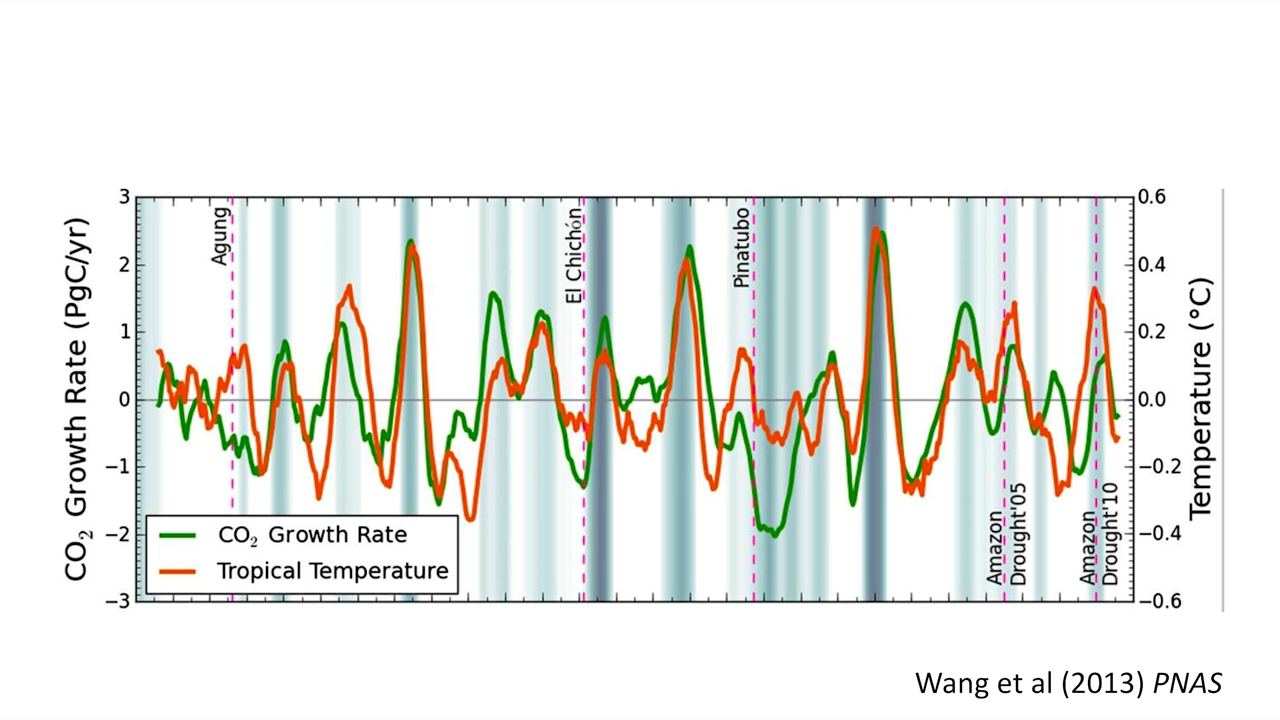 CO₂ Growth Rate (PgC/yr)
3
2
1
0
−1
−2
−3
Agung
El Chichón
Pinatubo
Amazon
Drought'05
Amazon
Drought'10
CO₂ Growth Rate
Tropical Temperature
0.6
0.4
0.2
0.0
−0.2
−0.4
−0.6
Temperature (°C)
Wang et al (2013) PNAS